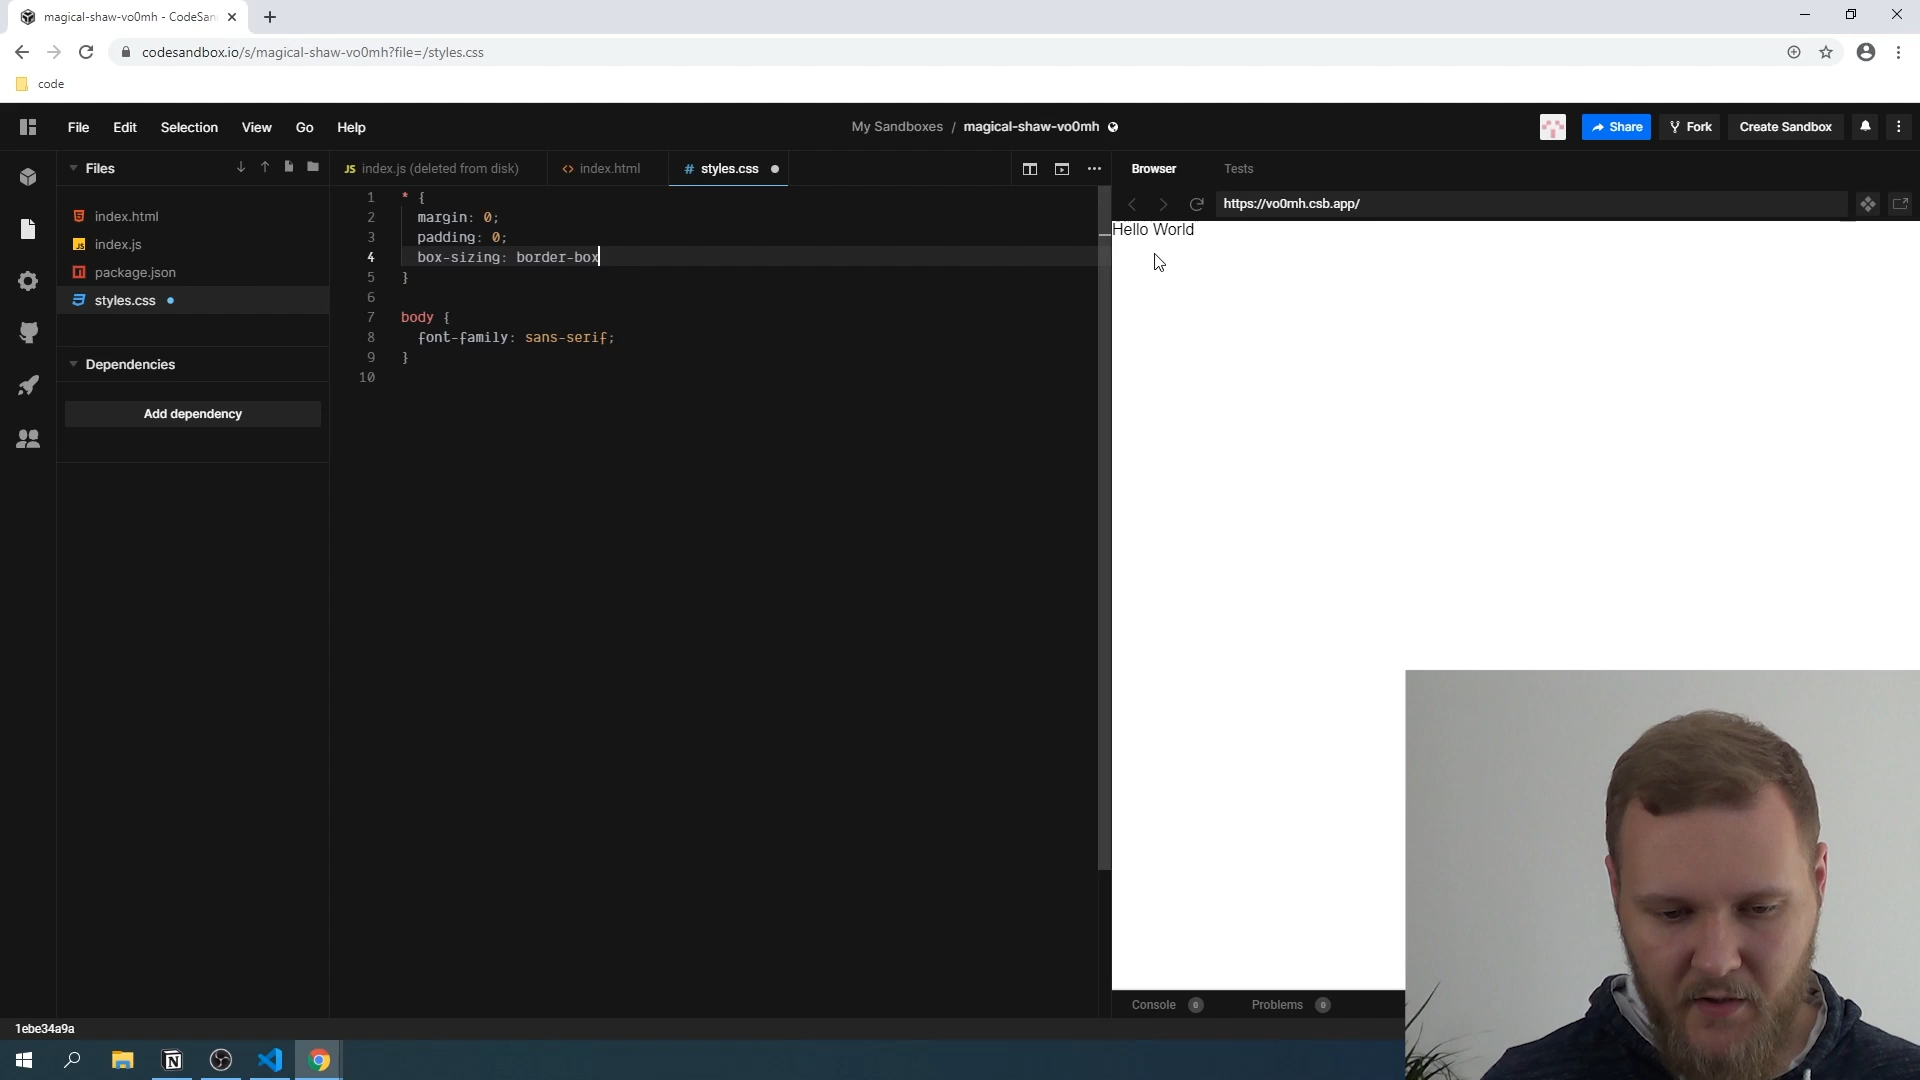 magical-shaw-vo0mh - CodeSan
codesandbox.io/s/magical-shaw-vo0mh?file=/styles.css
code
File Edit Selection View Go Help
My Sandboxes / magical-shaw-vo0mh
Share Fork Create Sandbox
Files
index.html
JS index.js
package.json
styles.css
Dependencies
Add dependency
JS index.js (deleted from disk) <> index.html # styles.css
1 * {
2 margin: 0;
3 padding: 0;
4 box-sizing: border-box
5 }
6
7 body {
8 font-family: sans-serif;
9 }
10
Browser Tests
https://vo0mh.csb.app/
Hello World
Console 0 Problems 0
1ebe34a9a